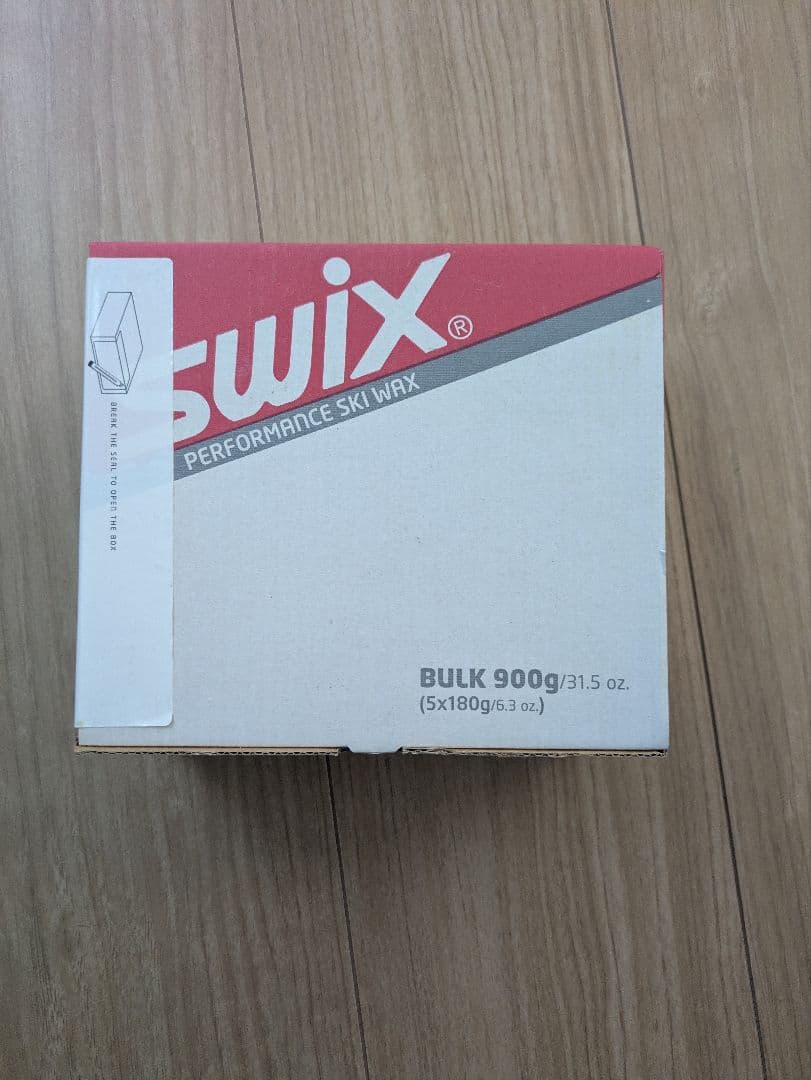 swix®
PERFORMANCE SKI WAX
BREAK THE SEAL TO OPEN THE BOX
BULK 900g/31.5 oz.
(5x180g/6.3 oz.)